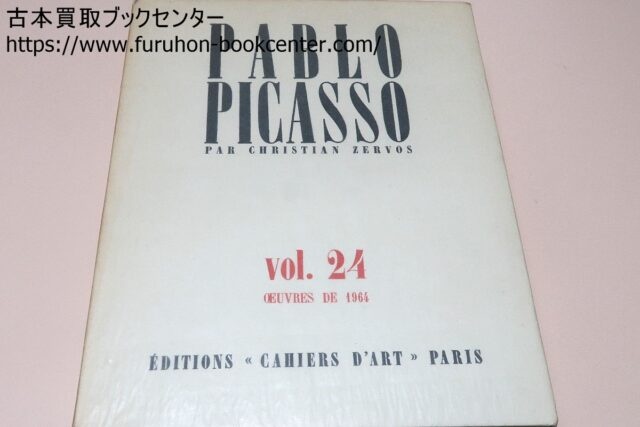 古本買取ブックセンター
https://www.furuhon-bookcenter.com/
PABLO
PICASSO
PAR CHRISTIAN ZERVOS
vol. 24
ŒUVRES DE 1964
ÉDITIONS « CAHIERS D'ART » PARIS